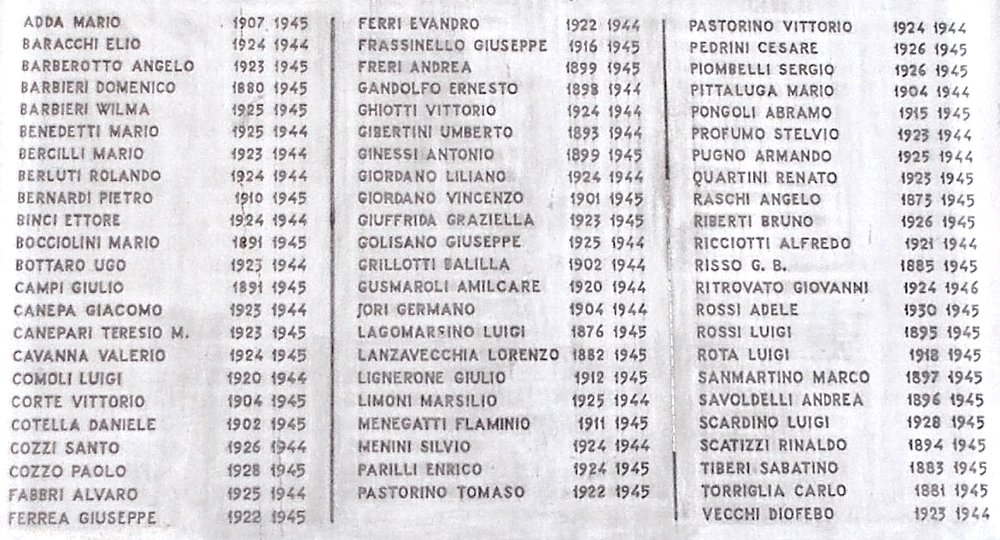 ADDA MARIO 1907 1945
BARACCHI ELIO 1924 1944
BARBEROTTO ANGELO 1923 1945
BARBIERI DOMENICO 1880 1945
BARBIERI WILMA 1925 1945
BENEDETTI MARIO 1925 1944
BERCILLI MARIO 1923 1944
BERLUTI ROLANDO 1924 1944
BERNARDI PIETRO 1910 1945
BINCI ETTORE 1924 1944
BOCCIOLINI MARIO 1891 1945
BOTTARO UGO 1923 1944
CAMPI GIULIO 1891 1945
CANEPA GIACOMO 1923 1944
CANEPARI TERESIO M. 1923 1945
CAVANNA VALERIO 1924 1945
COMOLI LUIGI 1920 1944
CORTE VITTORIO 1904 1945
COTELLA DANIELE 1902 1945
COZZI SANTO 1926 1944
COZZO PAOLO 1928 1945
FABBRI ALVARO 1925 1944
FERREA GIUSEPPE 1922 1945
FERRI EVANDRO 1922 1944
FRASSINELLO GIUSEPPE 1916 1945
FRERI ANDREA 1899 1945
GANDOLFO ERNESTO 1898 1944
GHIOTTI VITTORIO 1924 1944
GIBERTINI UMBERTO 1893 1944
GINESSI ANTONIO 1899 1945
GIORDANO LILIANO 1924 1944
GIORDANO VINCENZO 1901 1945
GIUFFRIDA GRAZIELLA 1923 1945
GOLISANO GIUSEPPE 1925 1944
GRILLOTTI BALILLA 1902 1944
GUSMAROLI AMILCARE 1920 1944
JORI GERMANO 1904 1944
LAGOMARSINO LUIGI 1876 1945
LANZAVECCHIA LORENZO 1882 1945
LIGNERONE GIULIO 1912 1945
LIMONI MARSILIO 1925 1944
MENEGATTI FLAMINIO 1911 1945
MENINI SILVIO 1924 1944
PARILLI ENRICO 1924 1945
PASTORINO TOMASO 1922 1945
PASTORINO VITTORIO 1924 1944
PEDRINI CESARE 1926 1945
PIOMBELLI SERGIO 1926 1945
PITTALUGA MARIO 1904 1944
PONGOLI ABRAMO 1915 1945
PROFUMO STELVIO 1923 1944
PUGNO ARMANDO 1925 1944
QUARTINI RENATO 1923 1945
RASCHI ANGELO 1873 1945
RIBERTI BRUNO 1926 1945
RICCIOTTI ALFREDO 1921 1944
RISSO G. B. 1885 1945
RITROVATO GIOVANNI 1924 1946
ROSSI ADELE 1930 1945
ROSSI LUIGI 1895 1945
ROTA LUIGI 1918 1945
SANMARTINO MARCO 1897 1945
SAVOLDELLI ANDREA 1896 1945
SCARDINO LUIGI 1928 1945
SCATIZZI RINALDO 1894 1945
TIBERI SABATINO 1883 1945
TORRIGLIA CARLO 1881 1945
VECCHI DIOFEBO 1923 1944